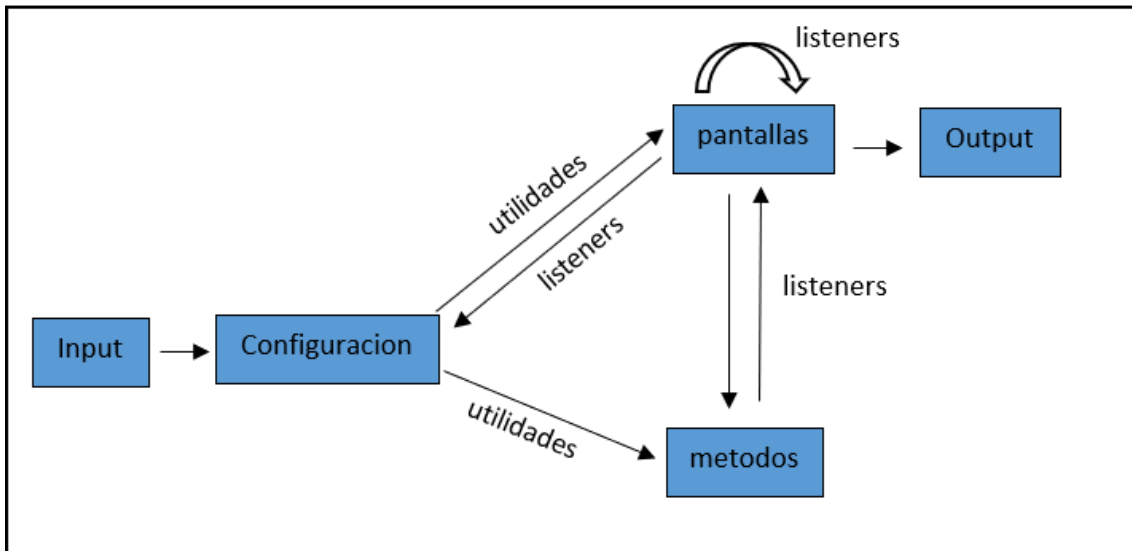 listeners
pantallas
Output
utilidades
listeners
listeners
Input
Configuracion
utilidades
metodos